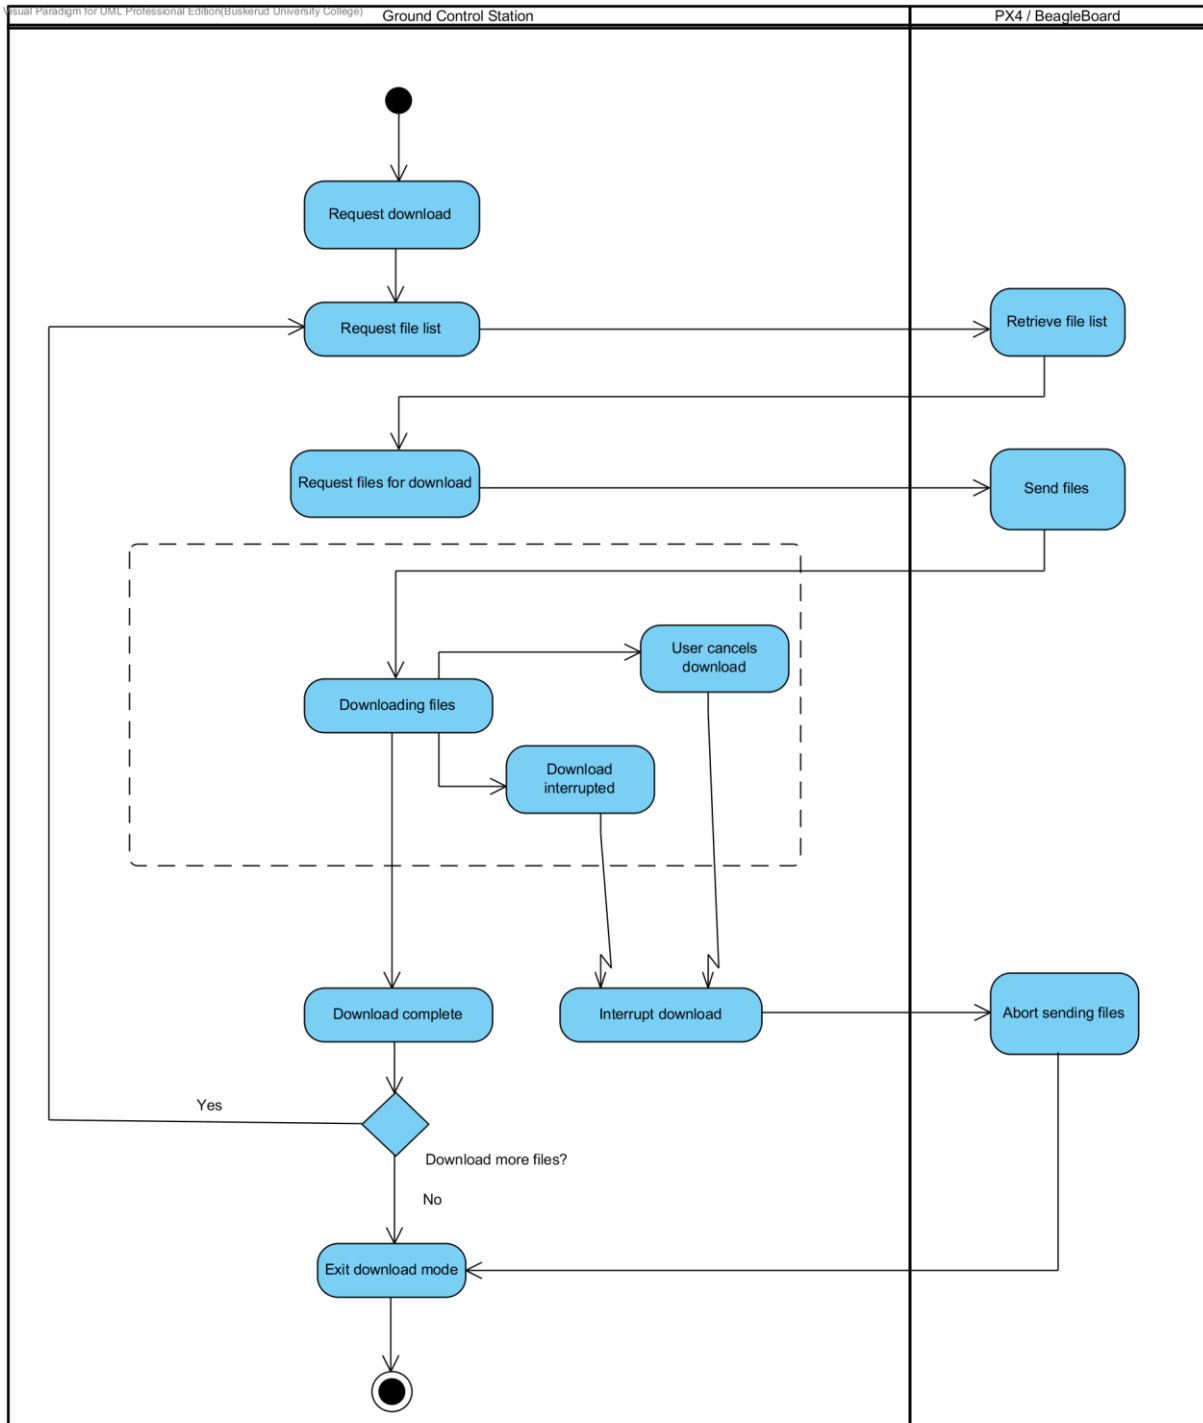 Visual Paradigm for UML Professional Edition(Buskerud University College)
Ground Control Station
PX4 / BeagleBoard
Request download
Request file list
Retrieve file list
Request files for download
Send files
User cancels
download
Downloading files
Download
interrupted
Download complete
Interrupt download
Abort sending files
Yes
Download more files?
No
Exit download mode